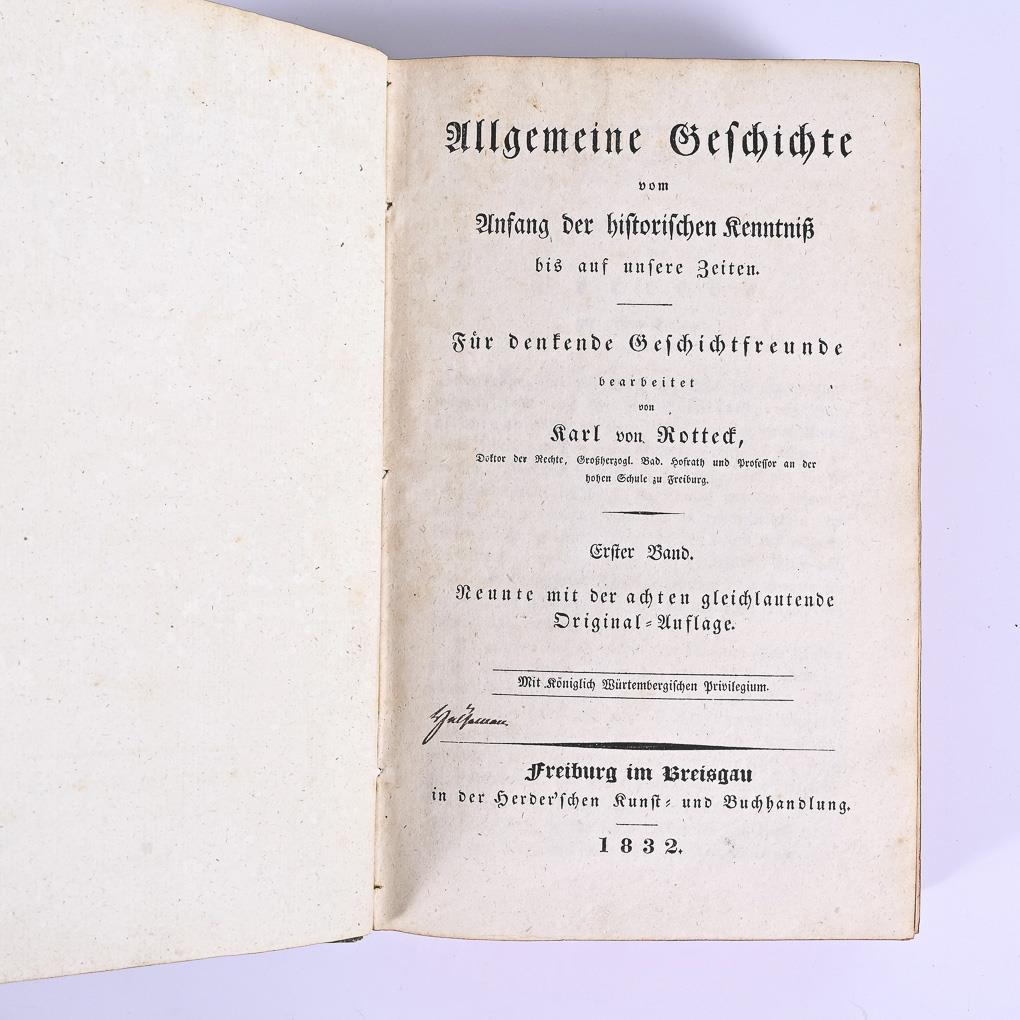 Allgemeine Geschichte
vom
Anfang der historischen Kenntniß
bis auf unsere Zeiten.
Für denkende Geschichtfreunde
bearbeitet
von
Karl von Rotteck,
Doktor der Rechte, Großherzogl. Bad. Hofrath und Professor an der
hohen Schule zu Freiburg.
Erster Band.
Neunte mit der achten gleichlautende
Original-Auflage.
Mit Königlich Würtembergischen Privilegium.
Freiburg im Breisgau
in der Herder'schen Kunst- und Buchhandlung.
1832.